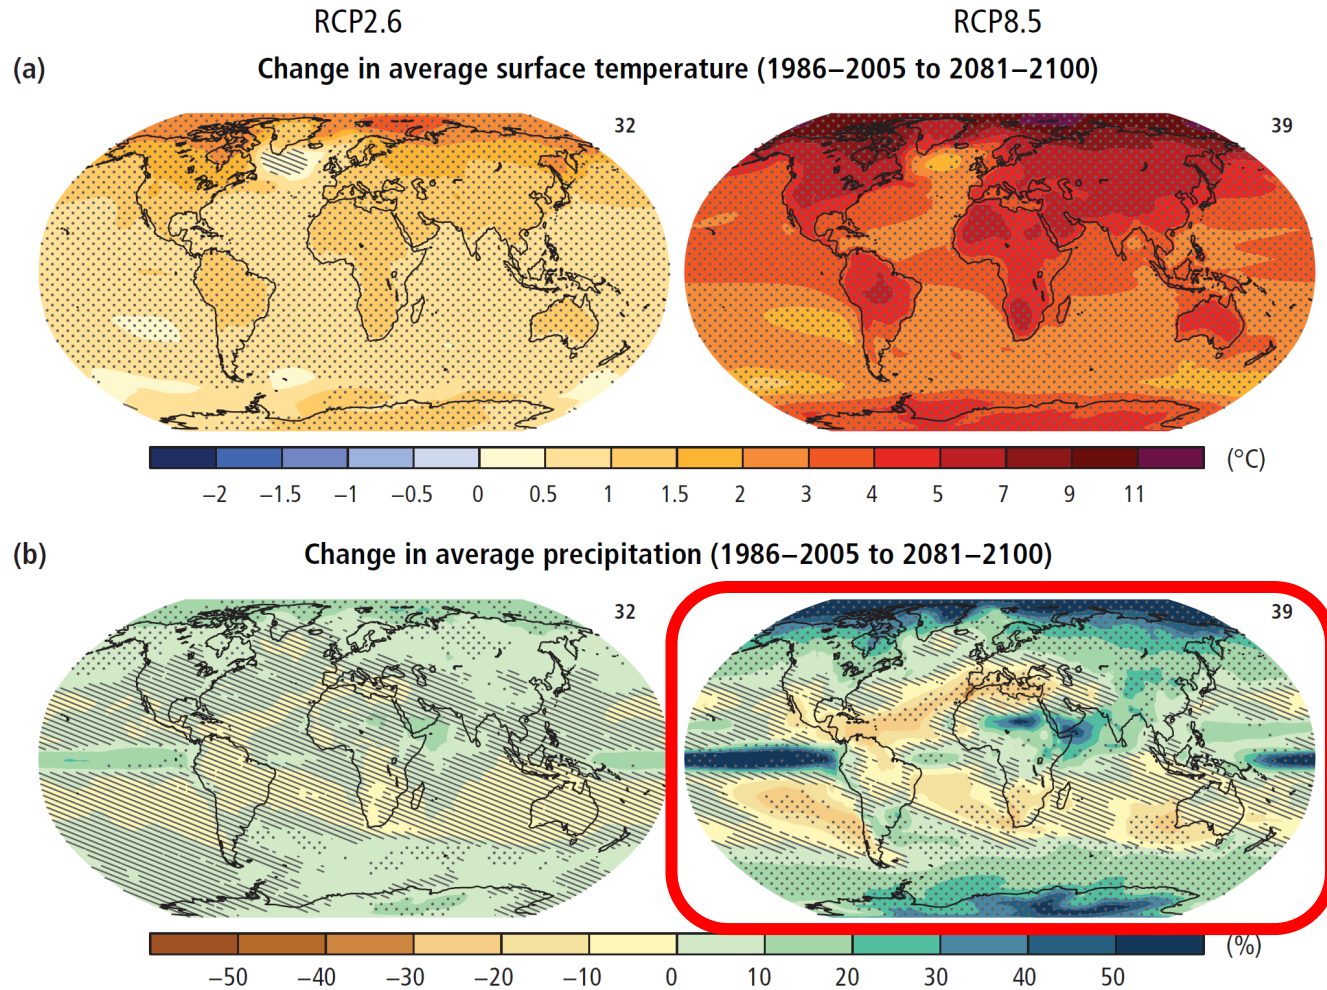 RCP2.6 RCP8.5
(a) Change in average surface temperature (1986−2005 to 2081−2100)
32 39
(°C)
−2 −1.5 −1 −0.5 0 0.5 1 1.5 2 3 4 5 7 9 11
(b) Change in average precipitation (1986−2005 to 2081−2100)
32 39
(%)
−50 −40 −30 −20 −10 0 10 20 30 40 50